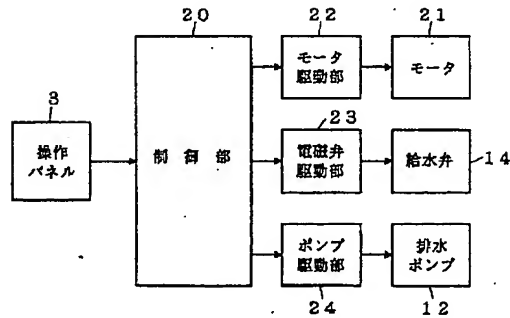 20
22
21
モータ
駆動部
モータ
3
操作
パネル
制御部
23
電磁弁
駆動部
給水弁
14
ポンプ
駆動部
排水
ポンプ
24
12